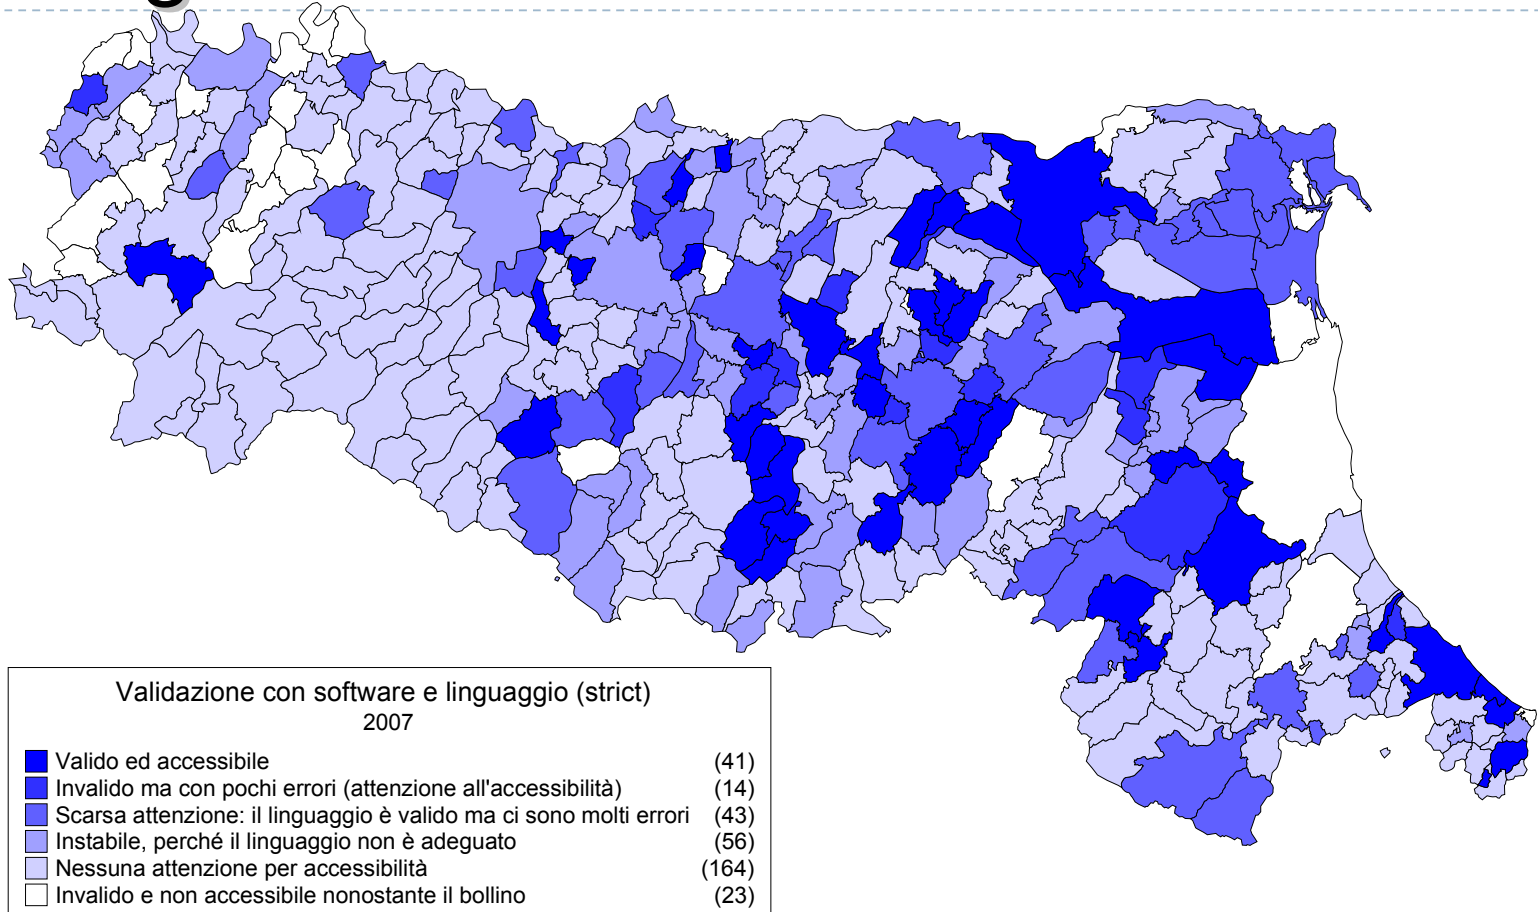 Validazione con software e linguaggio (strict)
2007
Valido ed accessibile (41)
Invalido ma con pochi errori (attenzione all'accessibilità) (14)
Scarsa attenzione: il linguaggio è valido ma ci sono molti errori (43)
Instabile, perché il linguaggio non è adeguato (56)
Nessuna attenzione per accessibilità (164)
Invalido e non accessibile nonostante il bollino (23)